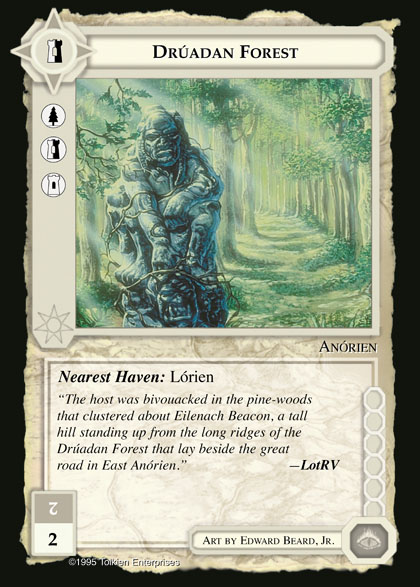 DRÚADAN FOREST
ANÓRIEN
Nearest Haven: Lórien
“The host was bivouacked in the pine-woods
that clustered about Eilenach Beacon, a tall
hill standing up from the long ridges of the
Drúadan Forest that lay beside the great
road in East Anórien.” —LotRV
2
2
ART BY EDWARD BEARD, JR.
©1995 Tolkien Enterprises